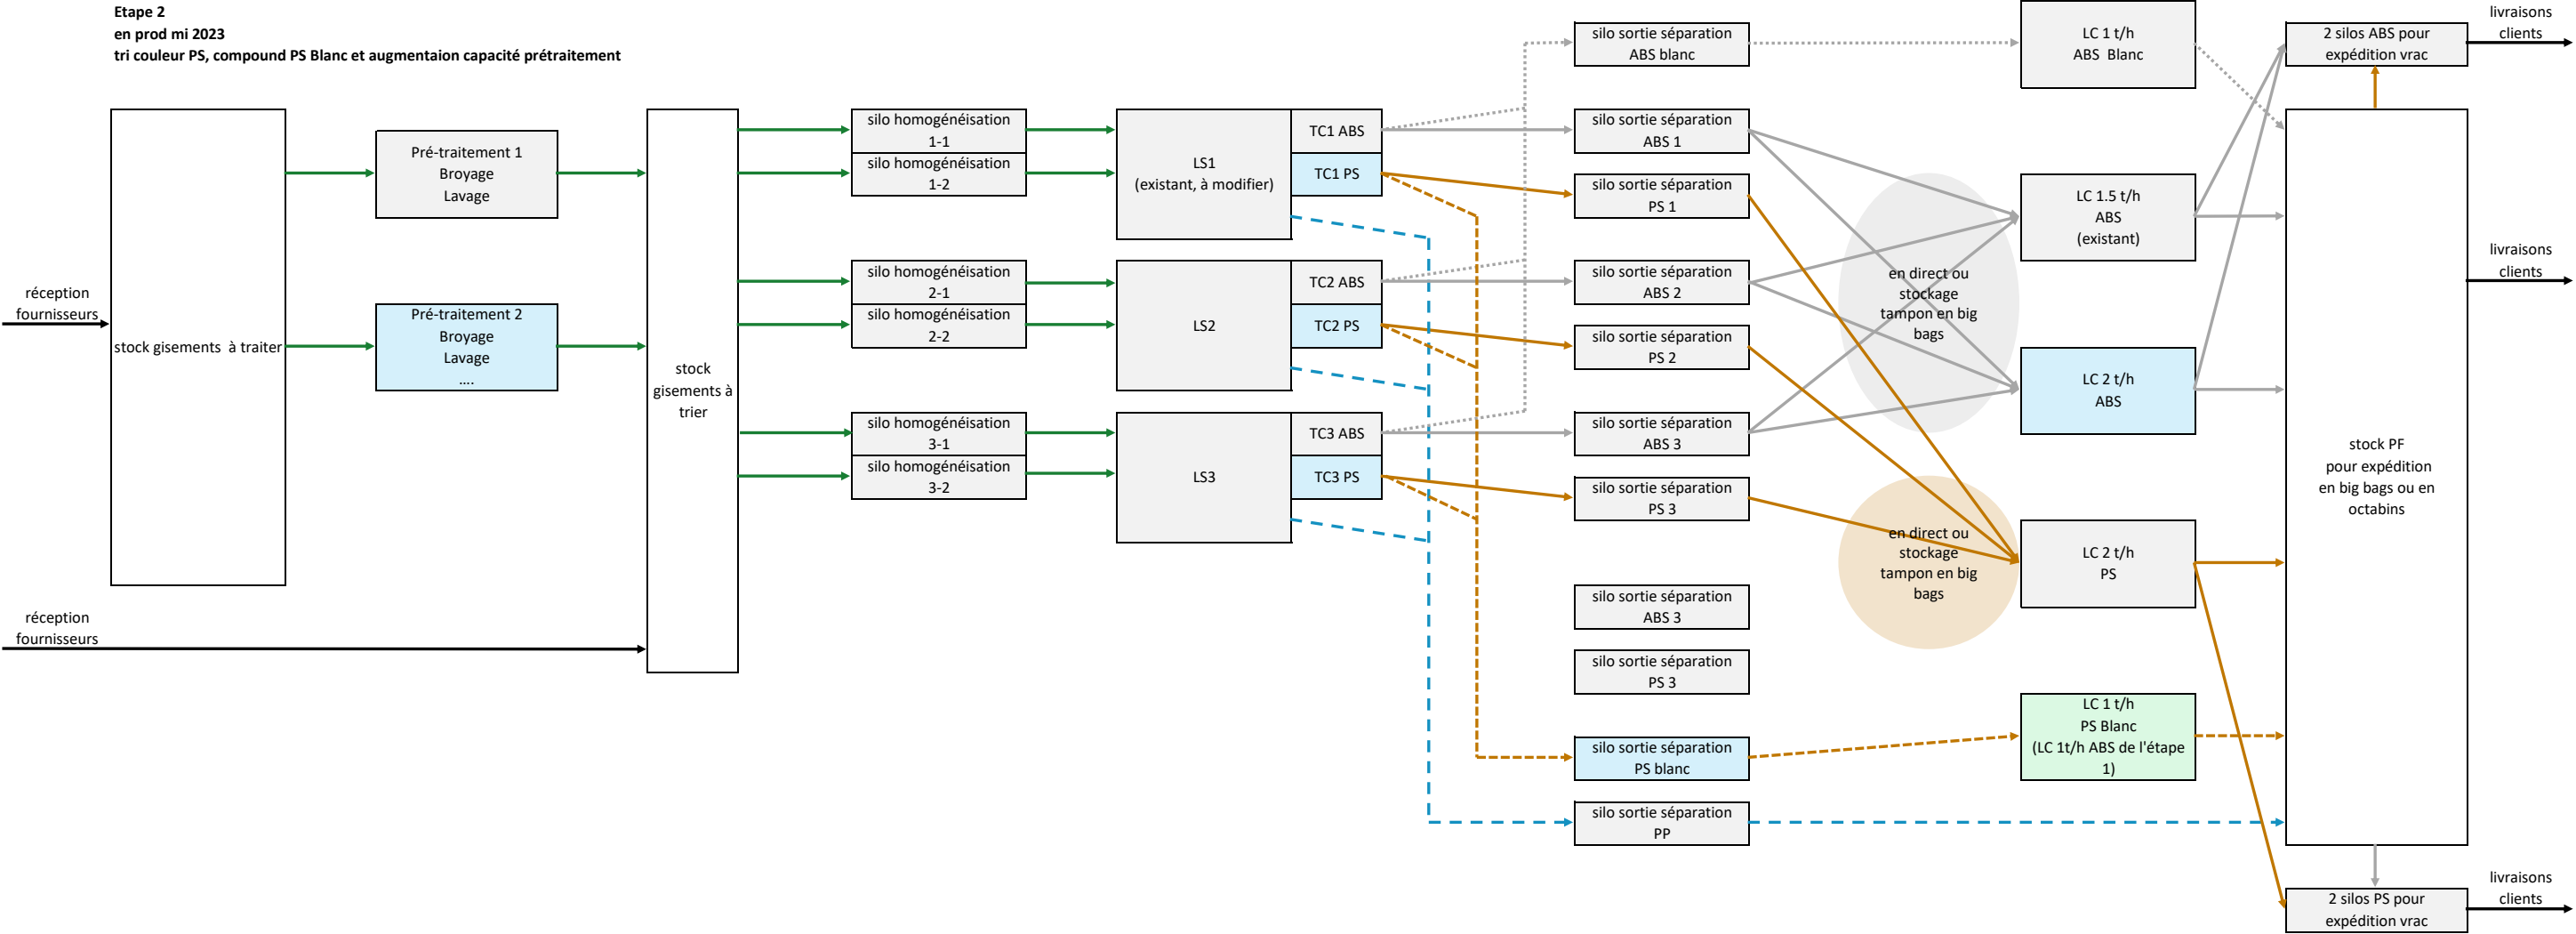 Etape 2
en prod mi 2023
tri couleur PS, compound PS Blanc et augmentaion capacité prétraitement
réception
fournisseurs
stock gisements à traiter
réception
fournisseurs
Pré-traitement 1
Broyage
Lavage
Pré-traitement 2
Broyage
Lavage
....
stock
gisements à
trier
silo homogénéisation
1-1
silo homogénéisation
1-2
silo homogénéisation
2-1
silo homogénéisation
2-2
silo homogénéisation
3-1
silo homogénéisation
3-2
LS1
(existant, à modifier)
TC1 ABS
TC1 PS
LS2
TC2 ABS
TC2 PS
LS3
TC3 ABS
TC3 PS
silo sortie séparation
ABS blanc
silo sortie séparation
ABS 1
silo sortie séparation
PS 1
silo sortie séparation
ABS 2
silo sortie séparation
PS 2
silo sortie séparation
ABS 3
silo sortie séparation
PS 3
silo sortie séparation
ABS 3
silo sortie séparation
PS 3
silo sortie séparation
PS blanc
silo sortie séparation
PP
en direct ou
stockage
tampon en big
bags
en direct ou
stockage
tampon en big
bags
LC 1 t/h
ABS Blanc
LC 1.5 t/h
ABS
(existant)
LC 2 t/h
ABS
LC 2 t/h
PS
LC 1 t/h
PS Blanc
(LC 1t/h ABS de l'étape
1)
2 silos ABS pour
expédition vrac
stock PF
pour expédition
en big bags ou en
octabins
2 silos PS pour
expédition vrac
livraisons
clients
livraisons
clients
livraisons
clients